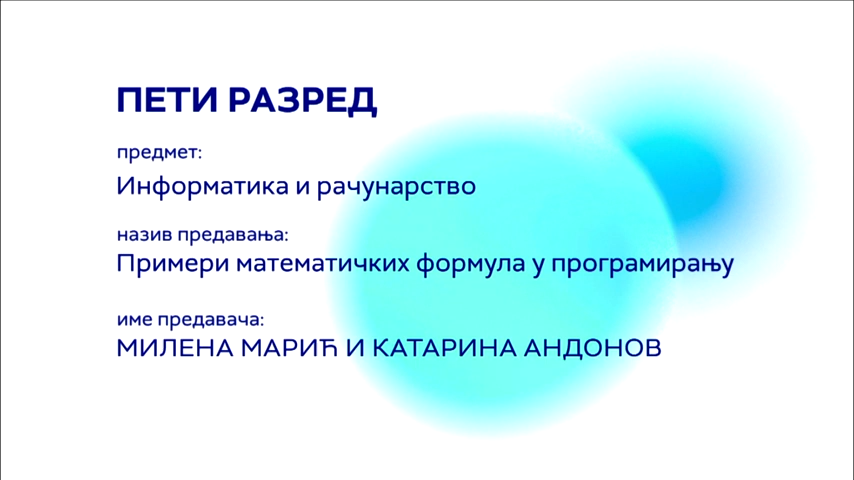 ПЕТИ РАЗРЕД
предмет:
Информатика и рачунарство
назив предавања:
Примери математичких формула у програмирању
име предавача:
МИЛЕНА МАРИЋ И КАТАРИНА АНДОНОВ